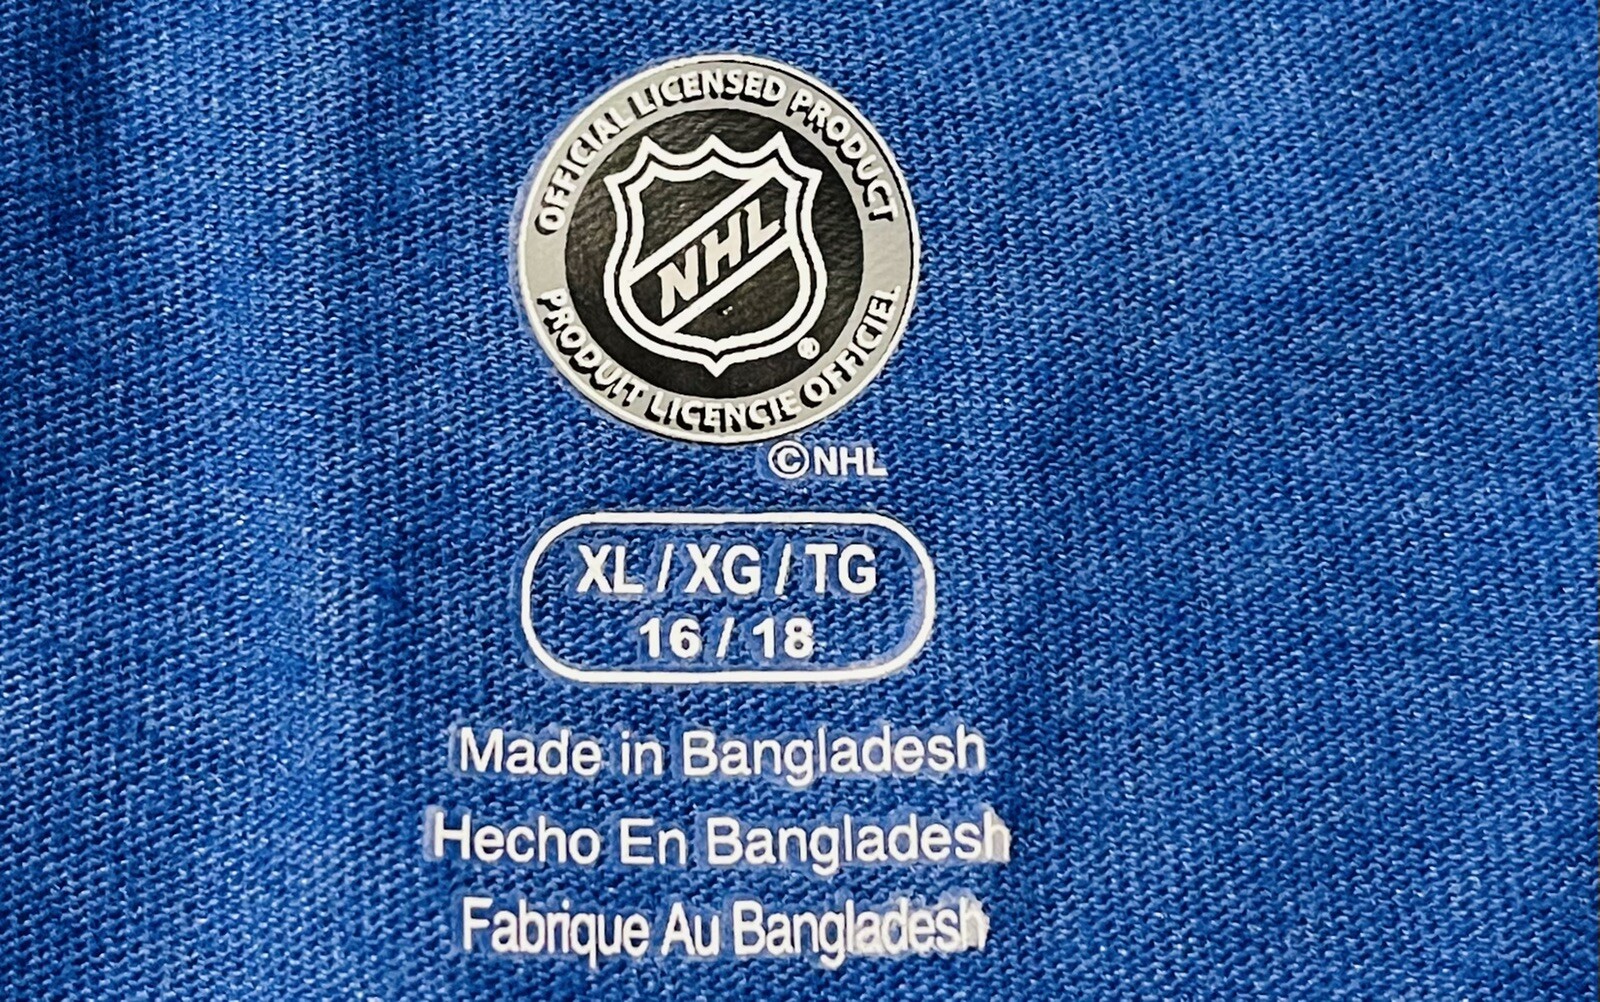 OFFICIAL LICENSED PRODUCT
NHL
®
PRODUIT LICENCIE OFFICIEL
©NHL
XL / XG / TG
16 / 18
Made in Bangladesh
Hecho En Bangladesh
Fabrique Au Bangladesh